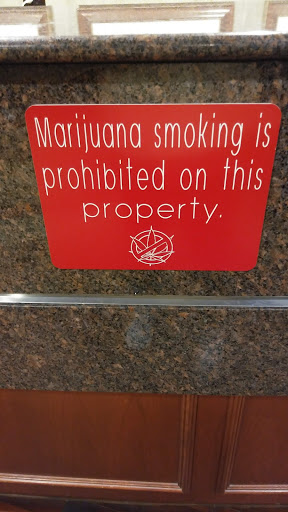 Marijuana smoking is
prohibited on this
property.